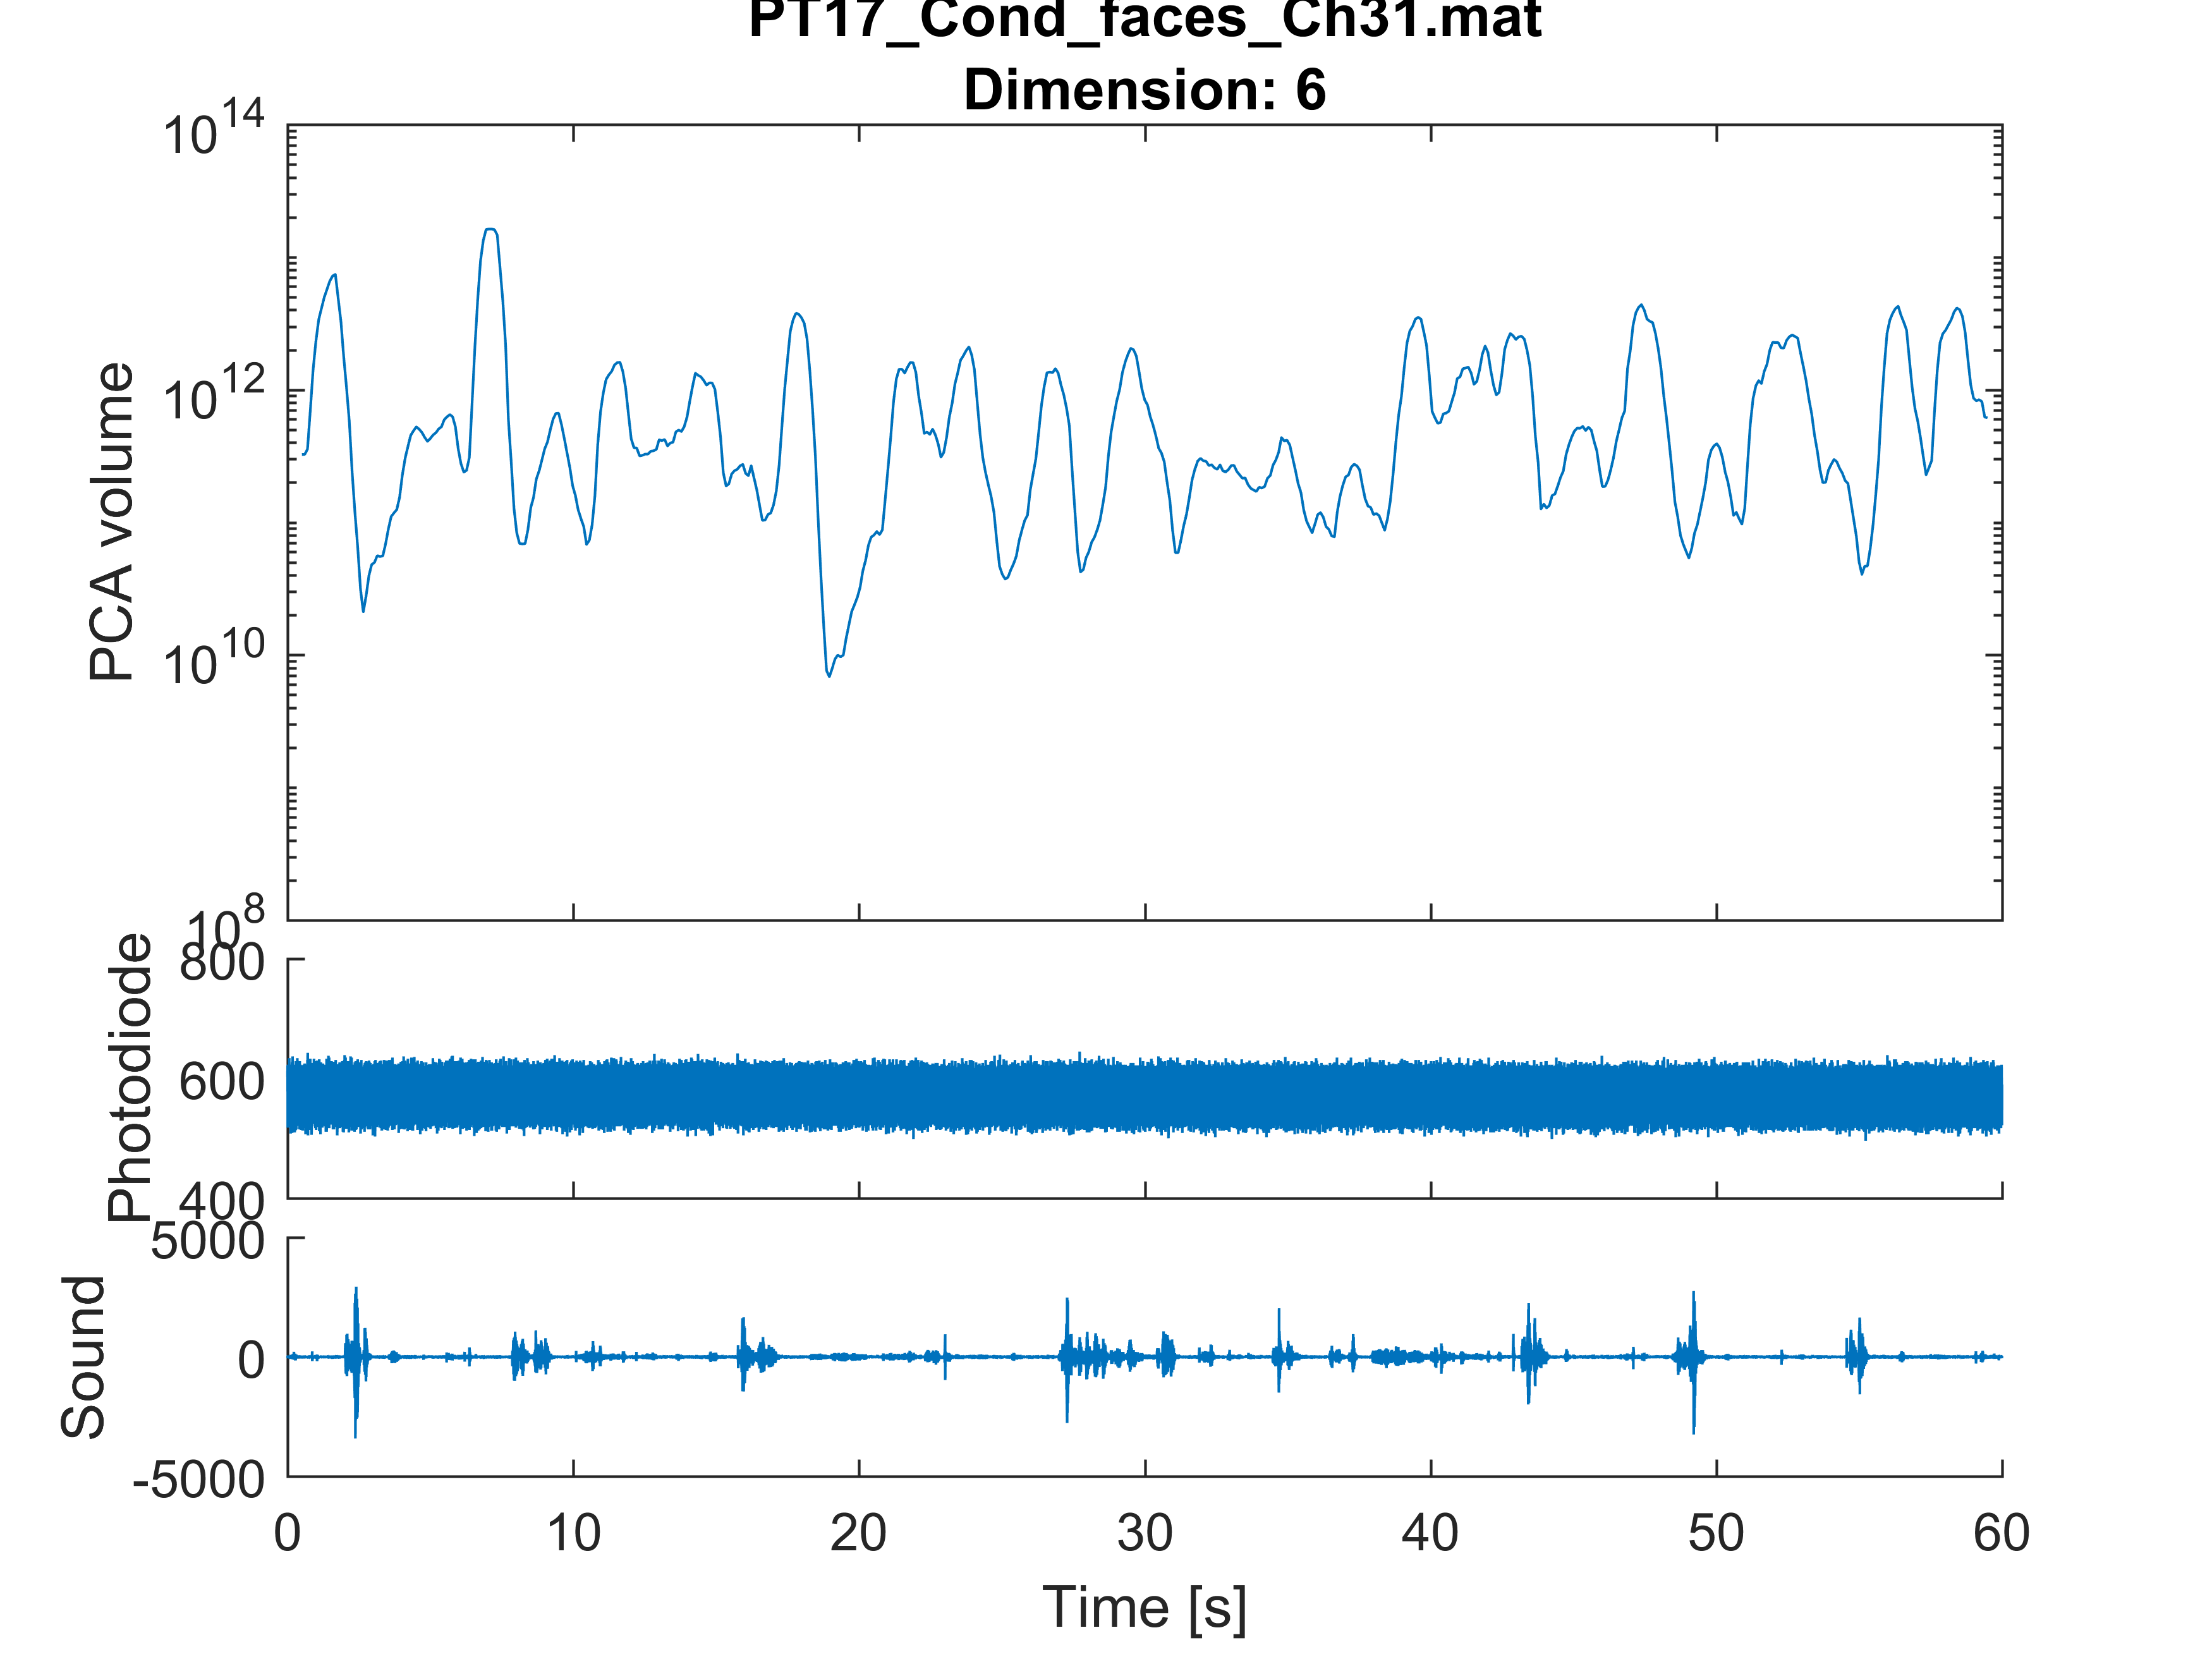 PT17_Cond_faces_Ch31.mat
Dimension: 6
PCA volume
10^14
10^12
10^10
10^8
Photodiode
800
600
400
Sound
5000
0
-5000
0 10 20 30 40 50 60
Time [s]